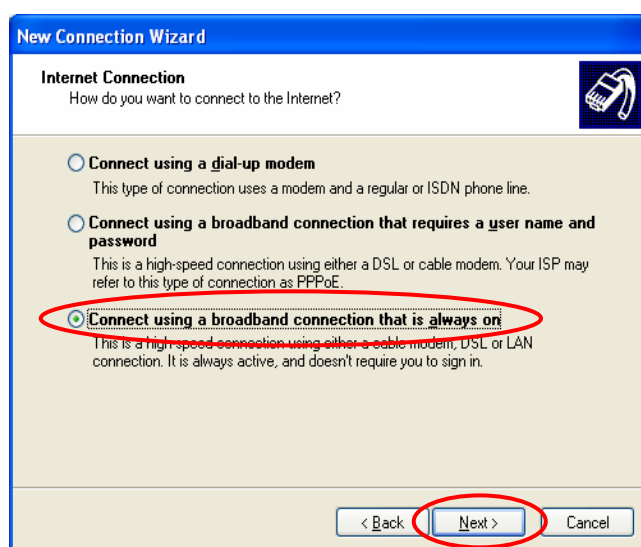 New Connection Wizard
Internet Connection
How do you want to connect to the Internet?
Connect using a dial-up modem
This type of connection uses a modem and a regular or ISDN phone line.
Connect using a broadband connection that requires a user name and
password
This is a high-speed connection using either a DSL or cable modem. Your ISP may
refer to this type of connection as PPPoE.
Connect using a broadband connection that is always on
This is a high-speed connection using either a cable modem, DSL or LAN
connection. It is always active, and doesn't require you to sign in.
< Back Next > Cancel